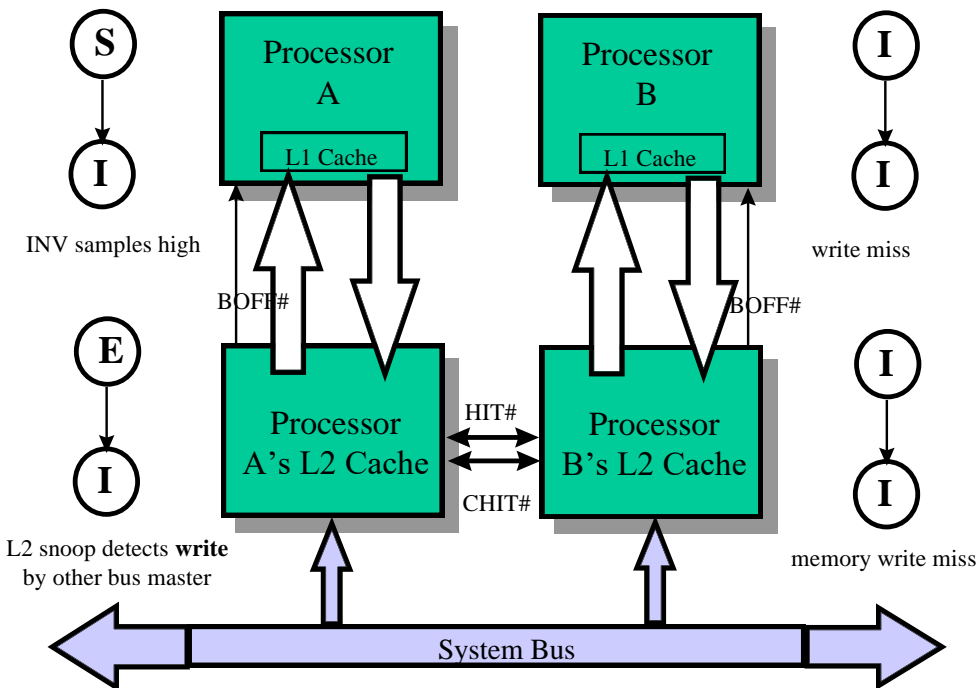 S
Processor
A
L1 Cache
Processor
B
L1 Cache
I
I
I
INV samples high
write miss
BOFF#
BOFF#
E
I
Processor
A's L2 Cache
HIT#
CHIT#
Processor
B's L2 Cache
I
I
L2 snoop detects write
by other bus master
memory write miss
System Bus